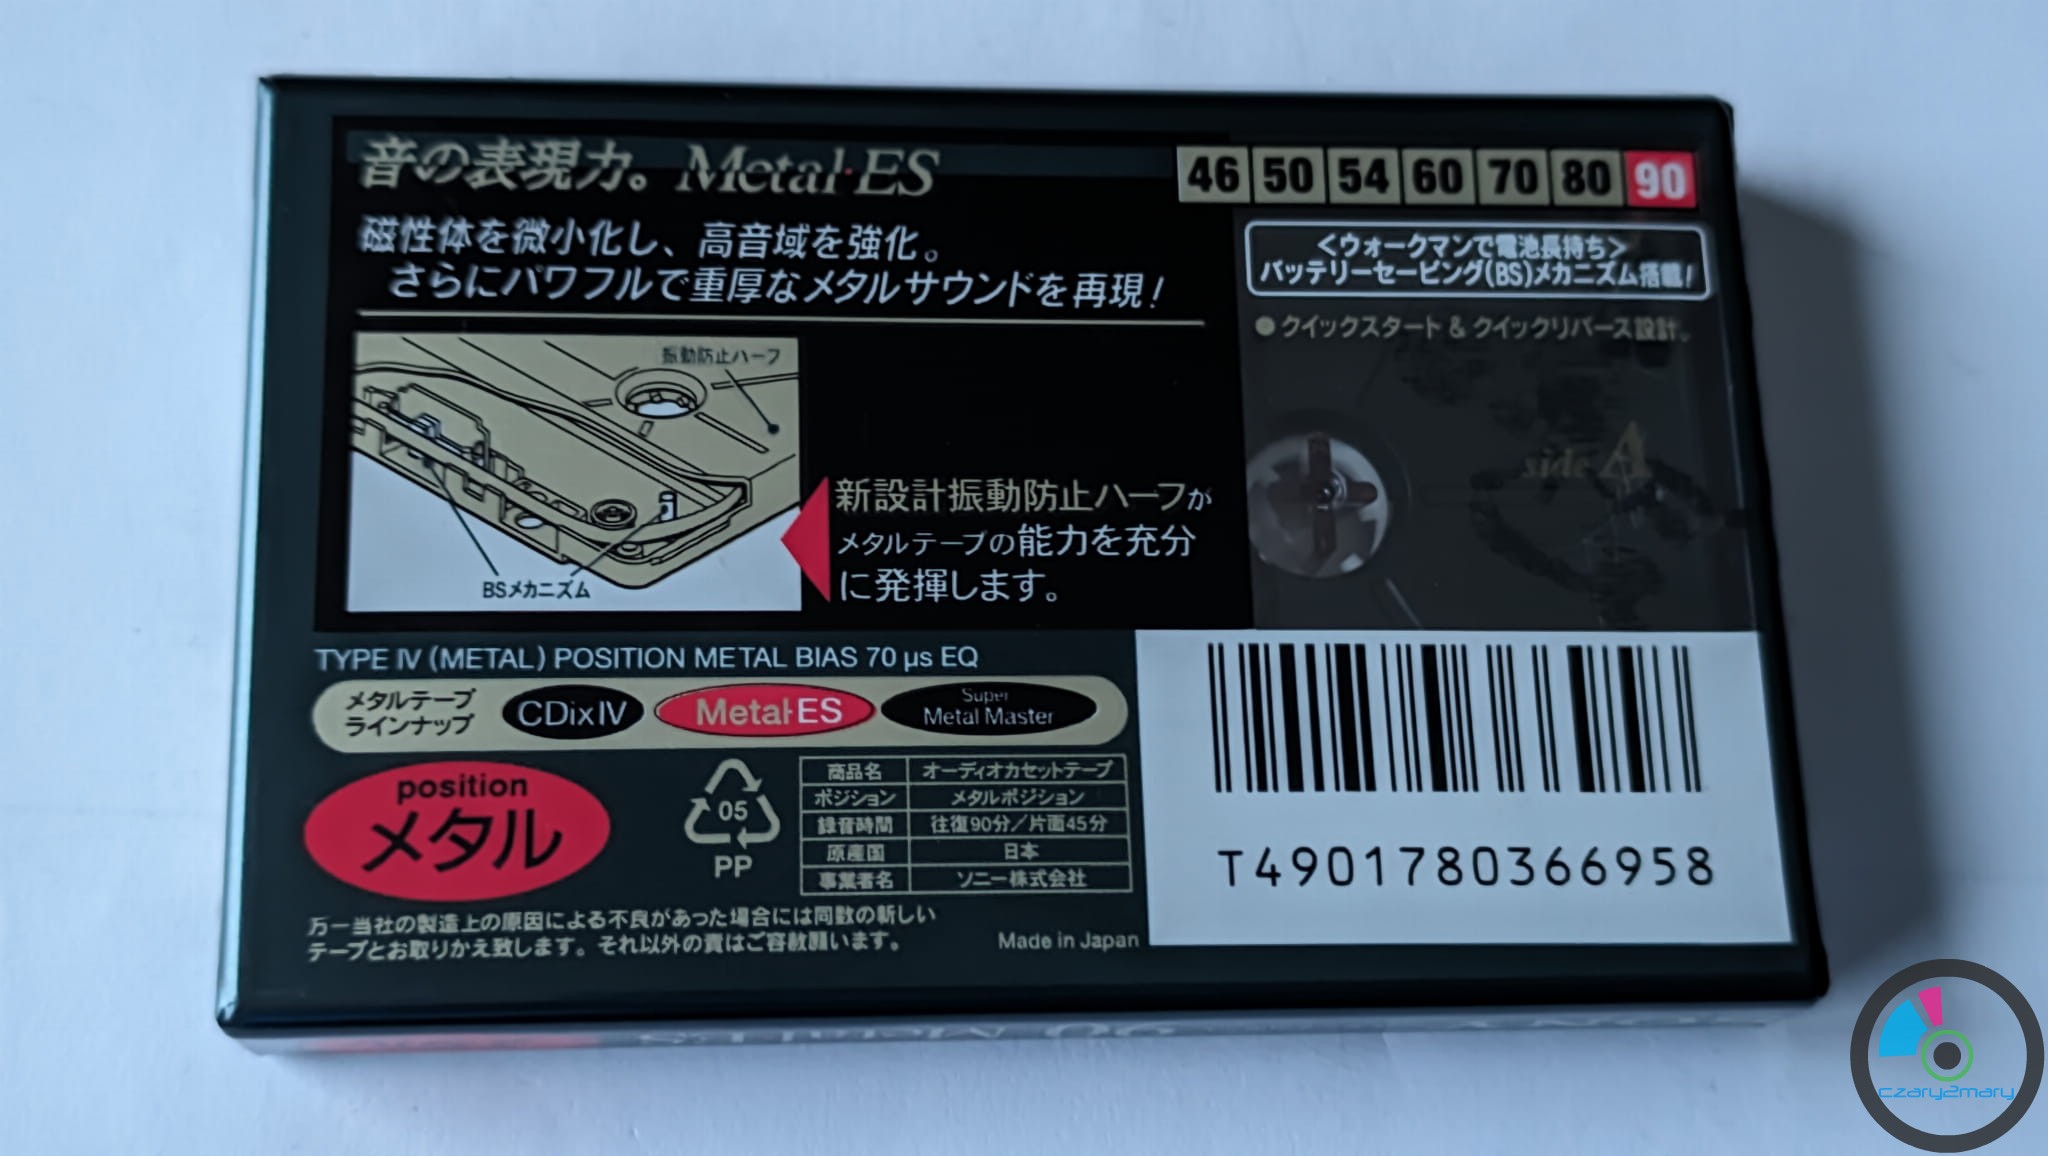 音の表現力。Metal・ES
46 50 54 60 70 80 90
磁性体を微小化し、高音域を強化。
さらにパワフルで重厚なメタルサウンドを再現!
<ウォークマンで電池長持ち>
バッテリーセービング(BS)メカニズム搭載!
●クイックスタート&クイックリバース設計。
振動防止ハーフ
BSメカニズム
新設計振動防止ハーフが
メタルテープの能力を充分
に発揮します。
side A
TYPE IV (METAL) POSITION METAL BIAS 70 µs EQ
メタルテープ
ラインナップ
CDixIV
Metal・ES
Super
Metal Master
position
メタル
05
PP
商品名 オーディオカセットテープ
ポジション メタルポジション
録音時間 往復90分/片面45分
原産国 日本
事業者名 ソニー株式会社
T4901780366958
万一当社の製造上の原因による不良があった場合には同数の新しい
テープとお取りかえ致します。それ以外の責はご容赦願います。
Made in Japan
czary2mary